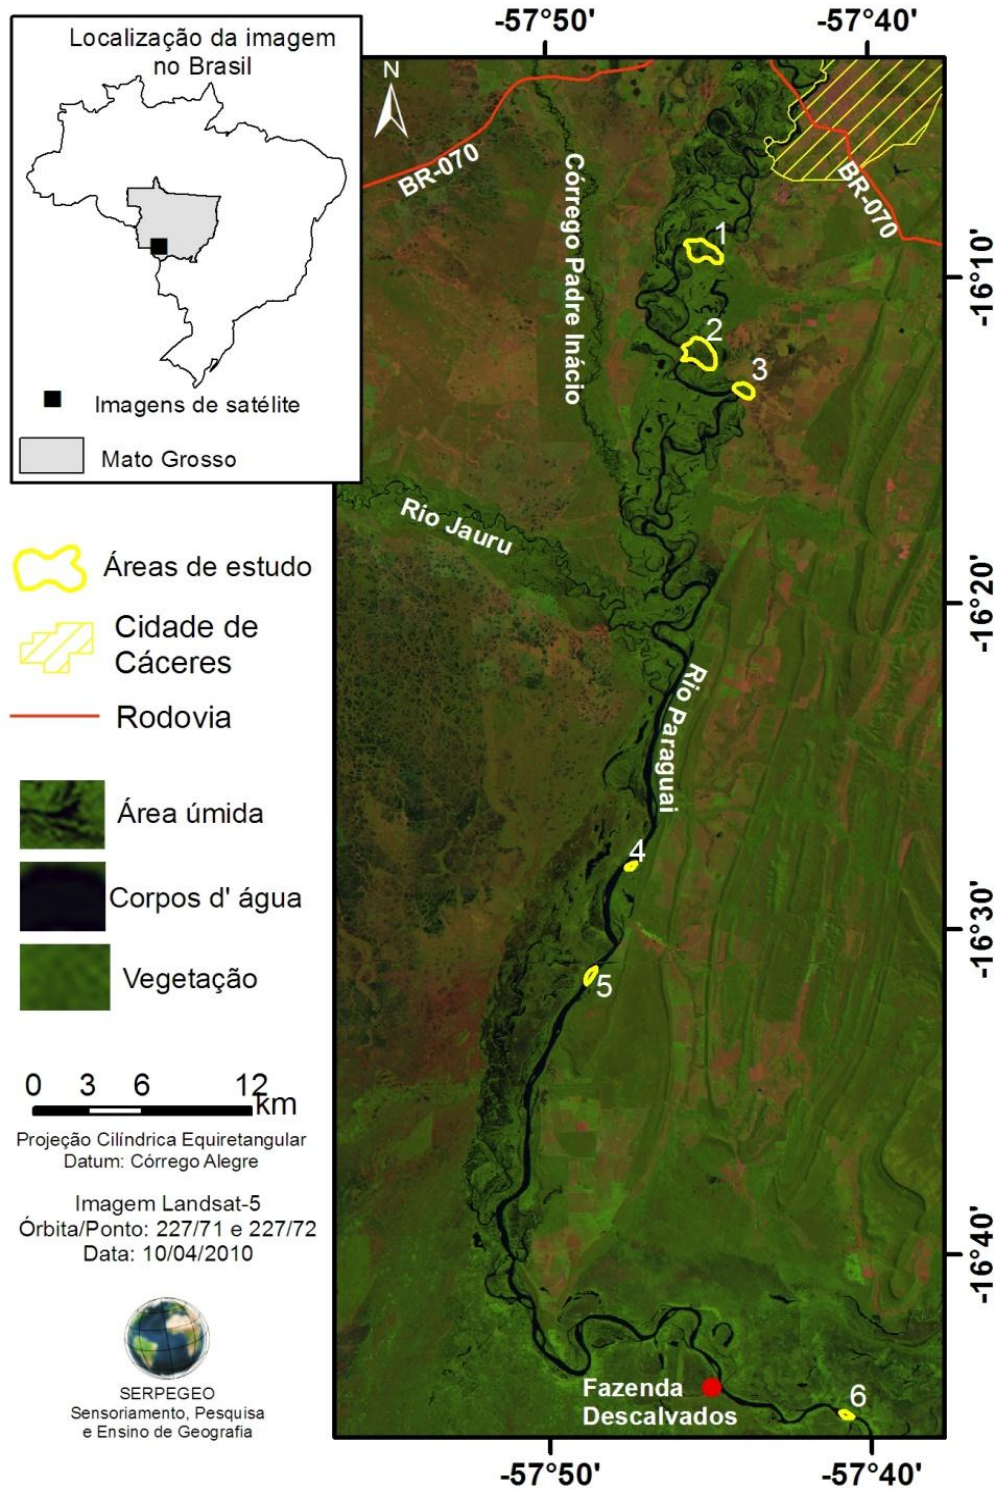 Localização da imagem
no Brasil
Imagens de satélite
Mato Grosso
Áreas de estudo
Cidade de
Cáceres
Rodovia
Área úmida
Corpos d' água
Vegetação
0 3 6 12
km
Projeção Cilíndrica Equiretangular
Datum: Córrego Alegre
Imagem Landsat-5
Órbita/Ponto: 227/71 e 227/72
Data: 10/04/2010
SERPEGEO
Sensoriamento, Pesquisa
e Ensino de Geografia
-57°50' -57°40'
N
BR-070
Córrego Padre Inácio
BR-070
1
-16°10'
2
3
Rio Jauru
-16°20'
Rio Paraguai
4
-16°30'
5
-16°40'
Fazenda
Descalvados
6
-57°50' -57°40'